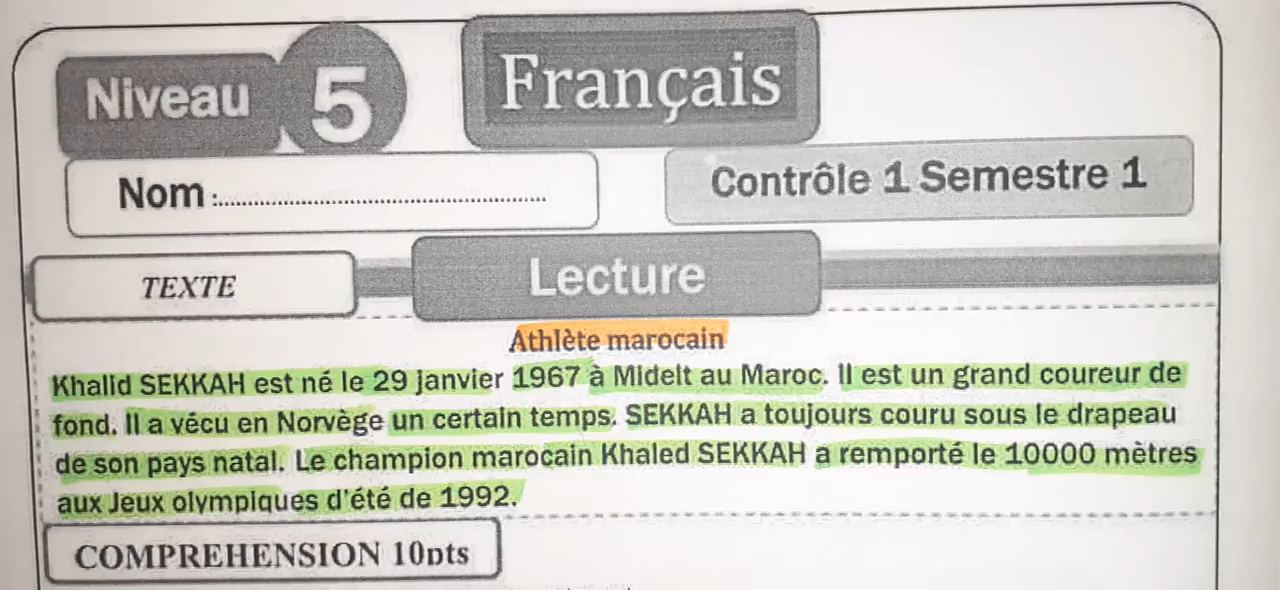 Niveau 5
Français
Nom :......................................................
Contrôle 1 Semestre 1
TEXTE
Lecture
Athlète marocain
Khalid SEKKAH est né le 29 janvier 1967 à Midelt au Maroc. Il est un grand coureur de
fond. Il a vécu en Norvège un certain temps. SEKKAH a toujours couru sous le drapeau
de son pays natal. Le champion marocain Khaled SEKKAH a remporté le 10000 mètres
aux Jeux olympiques d'été de 1992.
COMPREHENSION 10pts